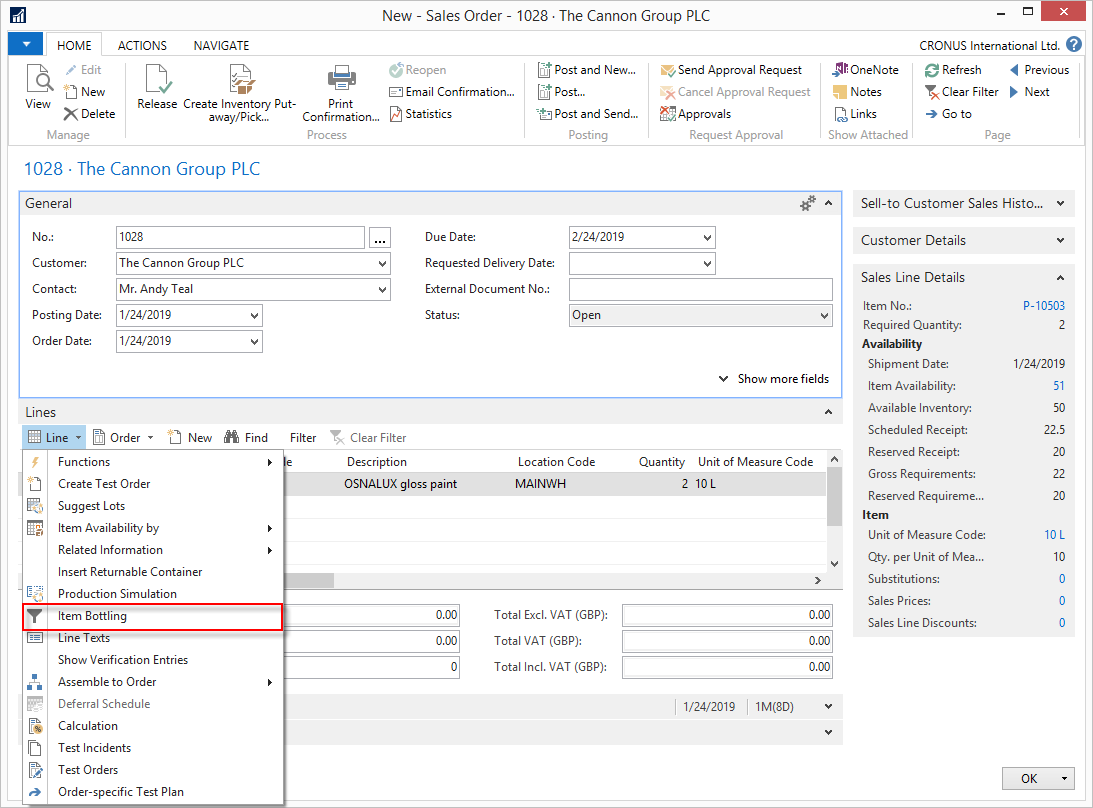 New - Sales Order - 1028 · The Cannon Group PLC
HOME ACTIONS NAVIGATE CRONUS International Ltd.
View
Edit
New
Delete
Manage
Release
Create Inventory Put-away/Pick...
Print Confirmation...
Reopen
Email Confirmation...
Statistics
Process
Post and New...
Post...
Post and Send...
Posting
Send Approval Request
Cancel Approval Request
Approvals
Request Approval
OneNote
Notes
Links
Show Attached
Refresh
Clear Filter
Go to
Previous
Next
Page
1028 · The Cannon Group PLC
General
No.: 1028 ...
Customer: The Cannon Group PLC
Contact: Mr. Andy Teal
Posting Date: 1/24/2019
Order Date: 1/24/2019
Due Date: 2/24/2019
Requested Delivery Date:
External Document No.:
Status: Open
Show more fields
Lines
Line Order New Find Filter Clear Filter
Description Location Code Quantity Unit of Measure Code
OSNALUX gloss paint MAINWH 2 10 L
Functions
Create Test Order
Suggest Lots
Item Availability by
Related Information
Insert Returnable Container
Production Simulation
Item Bottling
Line Texts
Show Verification Entries
Assemble to Order
Deferral Schedule
Calculation
Test Incidents
Test Orders
Order-specific Test Plan
0.00 Total Excl. VAT (GBP): 0.00
0.00 Total VAT (GBP): 0.00
0 Total Incl. VAT (GBP): 0.00
1/24/2019 1M(8D)
Sell-to Customer Sales Histo...
Customer Details
Sales Line Details
Item No.: P-10503
Required Quantity: 2
Availability
Shipment Date: 1/24/2019
Item Availability: 51
Available Inventory: 50
Scheduled Receipt: 22.5
Reserved Receipt: 20
Gross Requirements: 22
Reserved Requireme... 20
Item
Unit of Measure Code: 10 L
Qty. per Unit of Mea... 10
Substitutions: 0
Sales Prices: 0
Sales Line Discounts: 0
OK